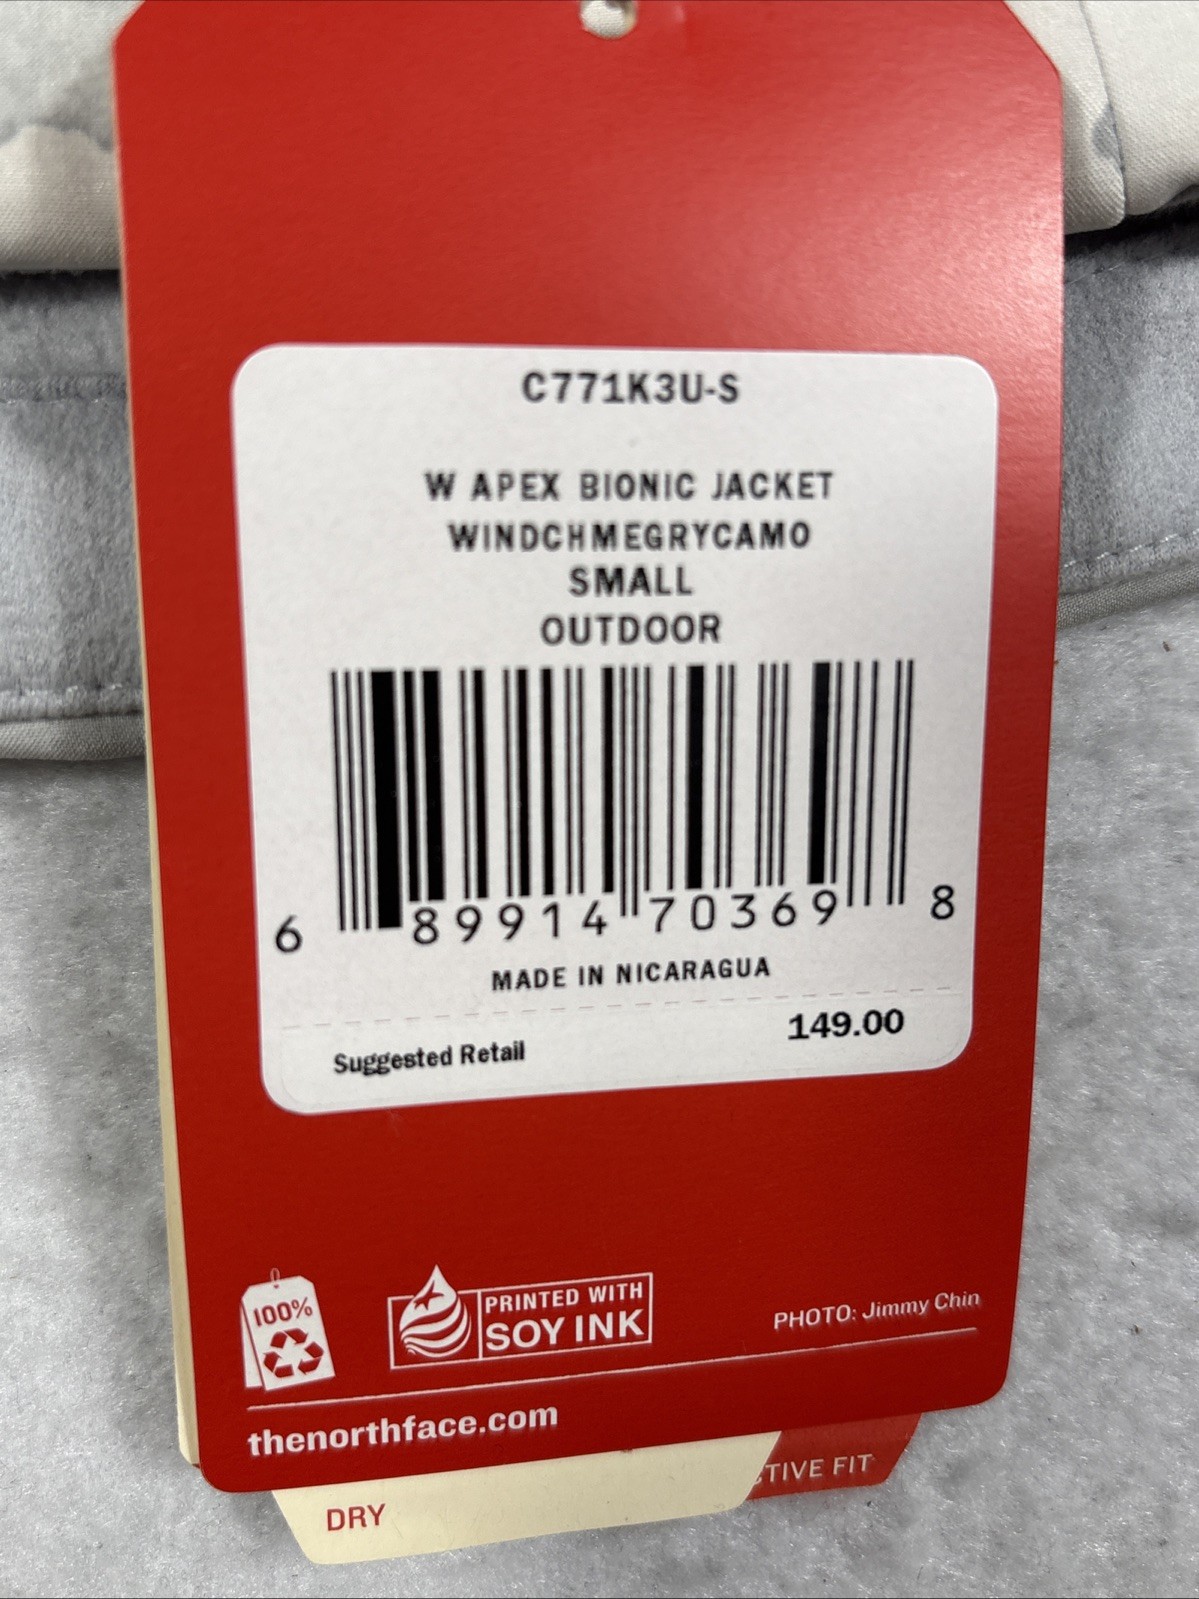 C771K3U-S
W APEX BIONIC JACKET
WINDCHMEGRYCAMO
SMALL
OUTDOOR
6 89914 70369 8
MADE IN NICARAGUA
Suggested Retail 149.00
100%
PRINTED WITH
SOY INK
PHOTO: Jimmy Chin
thenorthface.com
FIT
DRY